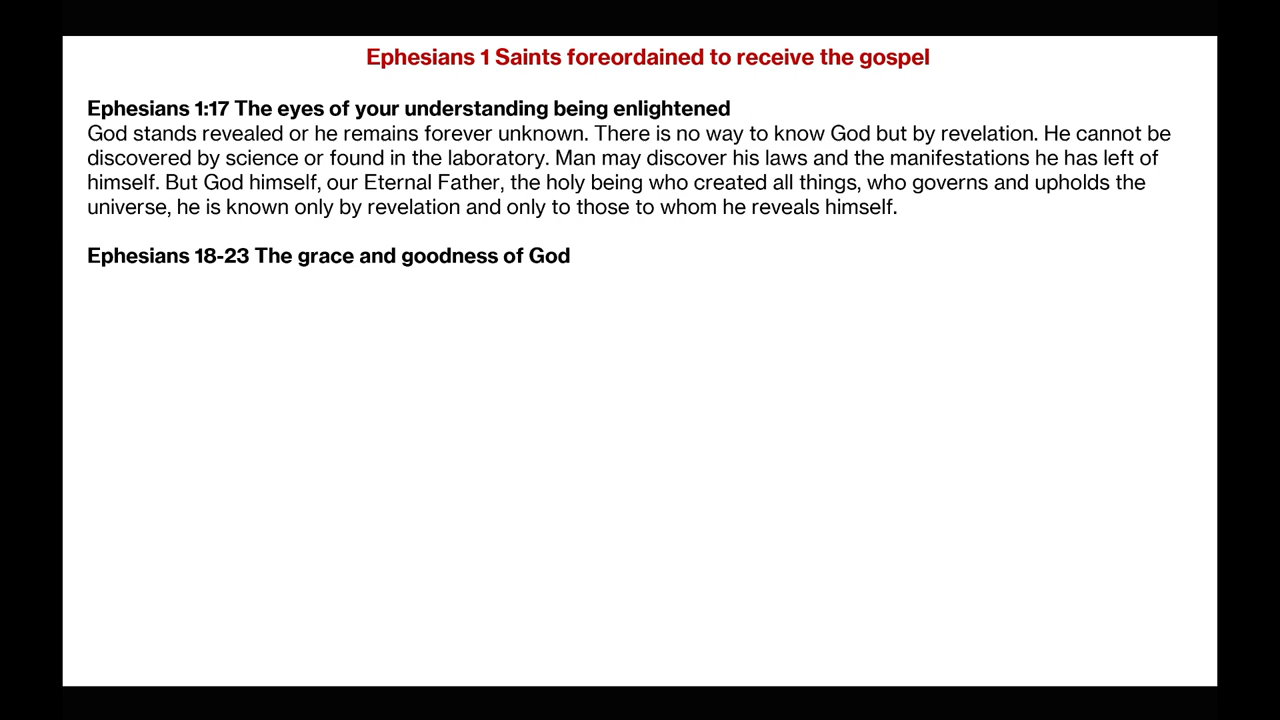 Ephesians 1 Saints foreordained to receive the gospel
Ephesians 1:17 The eyes of your understanding being enlightened
God stands revealed or he remains forever unknown. There is no way to know God but by revelation. He cannot be
discovered by science or found in the laboratory. Man may discover his laws and the manifestations he has left of
himself. But God himself, our Eternal Father, the holy being who created all things, who governs and upholds the
universe, he is known only by revelation and only to those to whom he reveals himself.
Ephesians 18-23 The grace and goodness of God